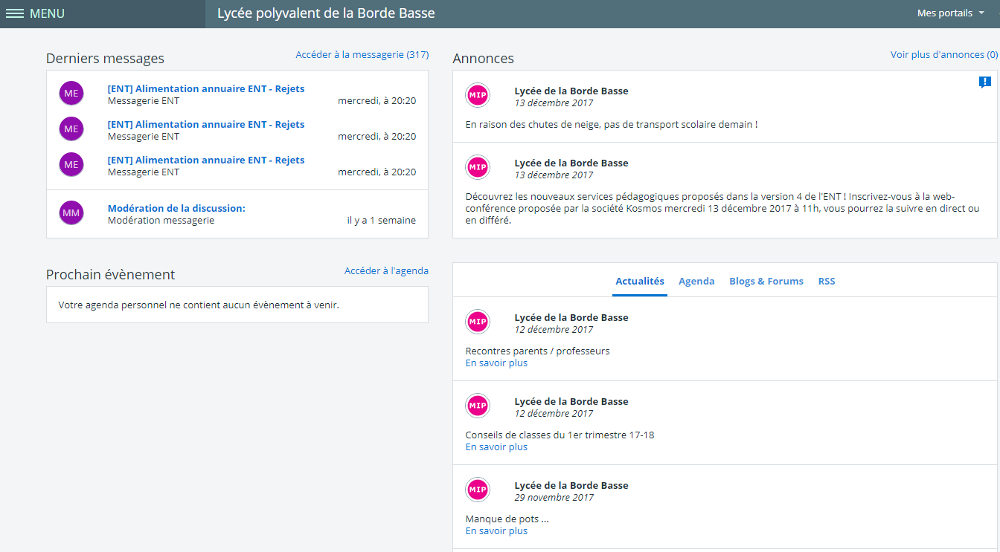 MENU
Lycée polyvalent de la Borde Basse
Mes portails
Derniers messages
Accéder à la messagerie (317)
ME
[ENT] Alimentation annuaire ENT - Rejets
Messagerie ENT
mercredi, à 20:20
ME
[ENT] Alimentation annuaire ENT - Rejets
Messagerie ENT
mercredi, à 20:20
ME
[ENT] Alimentation annuaire ENT - Rejets
Messagerie ENT
mercredi, à 20:20
MM
Modération de la discussion:
Modération messagerie
il y a 1 semaine
Prochain évènement
Accéder à l'agenda
Votre agenda personnel ne contient aucun évènement à venir.
Annonces
Voir plus d'annonces (0)
!
MIP
Lycée de la Borde Basse
13 décembre 2017
En raison des chutes de neige, pas de transport scolaire demain !
MIP
Lycée de la Borde Basse
13 décembre 2017
Découvrez les nouveaux services pédagogiques proposés dans la version 4 de l'ENT ! Inscrivez-vous à la web-
conférence proposée par la société Kosmos mercredi 13 décembre 2017 à 11h, vous pourrez la suivre en direct ou
en différé.
Actualités
Agenda
Blogs & Forums
RSS
MIP
Lycée de la Borde Basse
12 décembre 2017
Recontres parents / professeurs
En savoir plus
MIP
Lycée de la Borde Basse
12 décembre 2017
Conseils de classes du 1er trimestre 17-18
En savoir plus
MIP
Lycée de la Borde Basse
29 novembre 2017
Manque de pots ...
En savoir plus